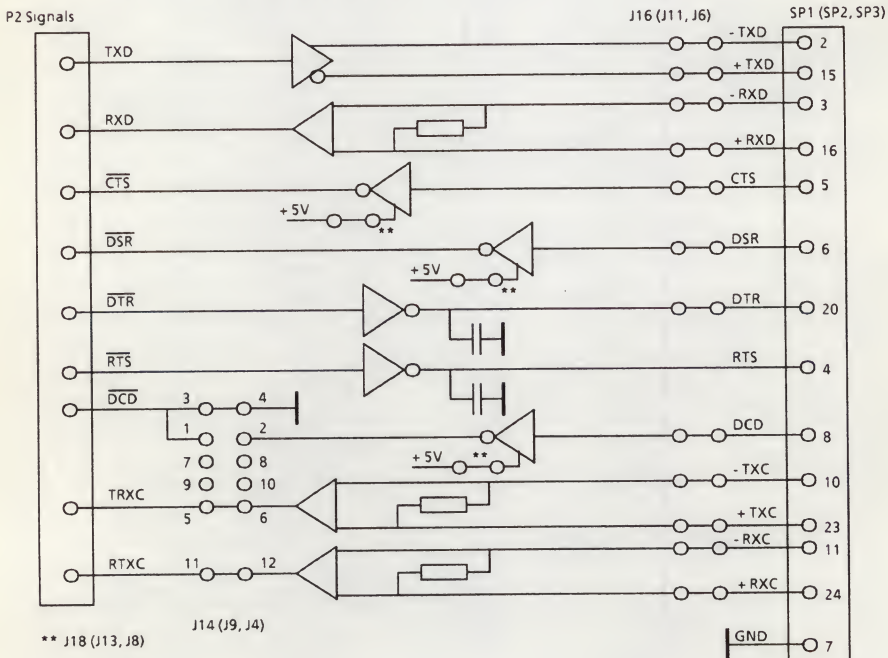 P2 Signals
J16 (J11, J6)
SP1 (SP2, SP3)
TXD
- TXD
2
+ TXD
15
RXD
- RXD
3
+ RXD
16
CTS
CTS
5
+ 5V
**
DSR
DSR
6
+ 5V
**
DTR
DTR
20
RTS
RTS
4
DCD
3
4
1
2
DCD
8
+ 5V
**
7
8
9
10
- TXC
10
TRXC
5
6
+ TXC
23
- RXC
11
RTXC
11
12
+ RXC
24
J14 (J9, J4)
** J18 (J13, J8)
GND
7